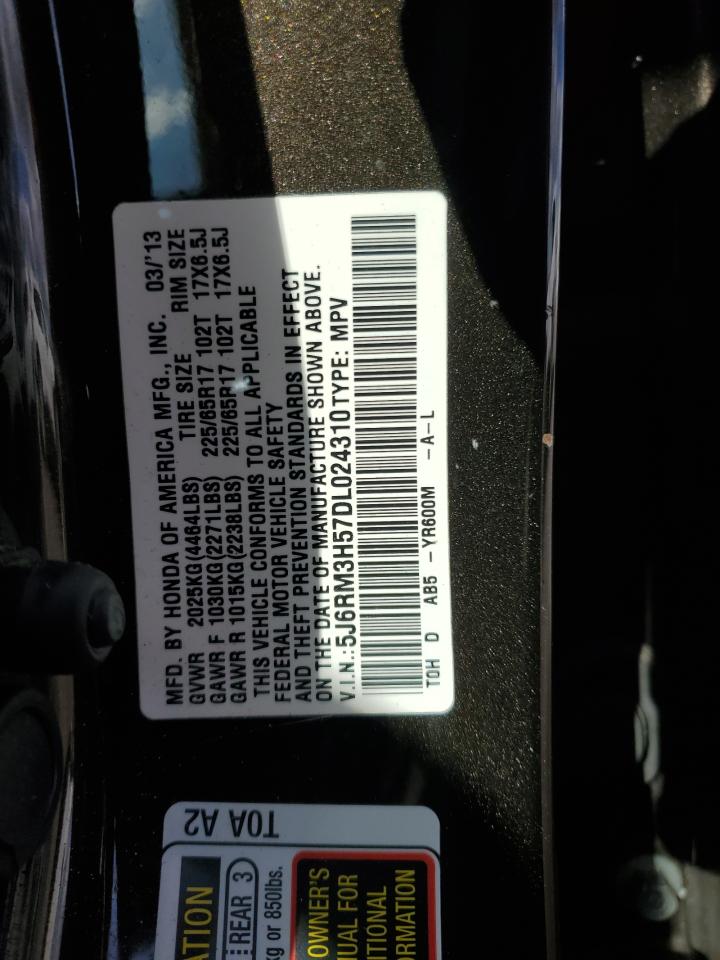 MFD. BY HONDA OF AMERICA MFG., INC. 03/'13
GVWR 2025KG(4464LBS) TIRE SIZE RIM SIZE
GAWR F 1030KG(2271LBS) 225/65R17 102T 17X6.5J
GAWR R 1015KG(2238LBS) 225/65R17 102T 17X6.5J
THIS VEHICLE CONFORMS TO ALL APPLICABLE
FEDERAL MOTOR VEHICLE SAFETY
AND THEFT PREVENTION STANDARDS IN EFFECT
ON THE DATE OF MANUFACTURE SHOWN ABOVE.
V.I.N.:5J6RM3H57DL024310 TYPE: MPV
TOH D AB5 -YR600M -A-L
T0A A2
ATION
REAR 3
kg or 850lbs.
OWNER'S
UAL FOR
ITIONAL
ORMATION